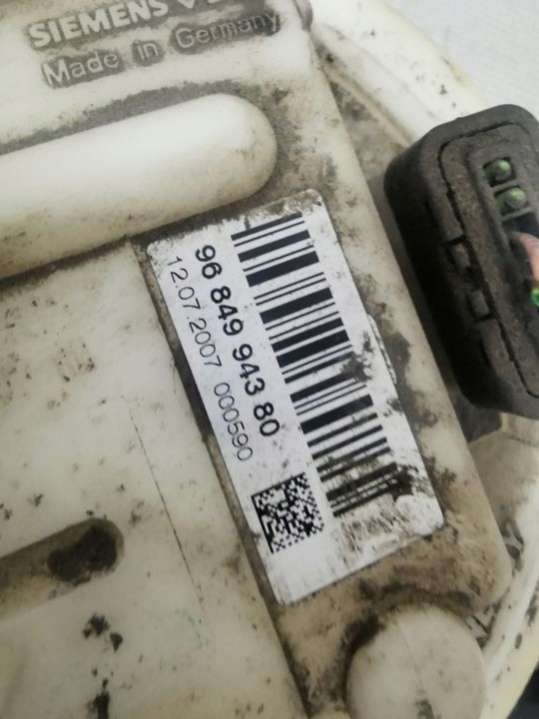 SIEMENS
Made in Germany
96 849 943 80
12.07.2007 000590